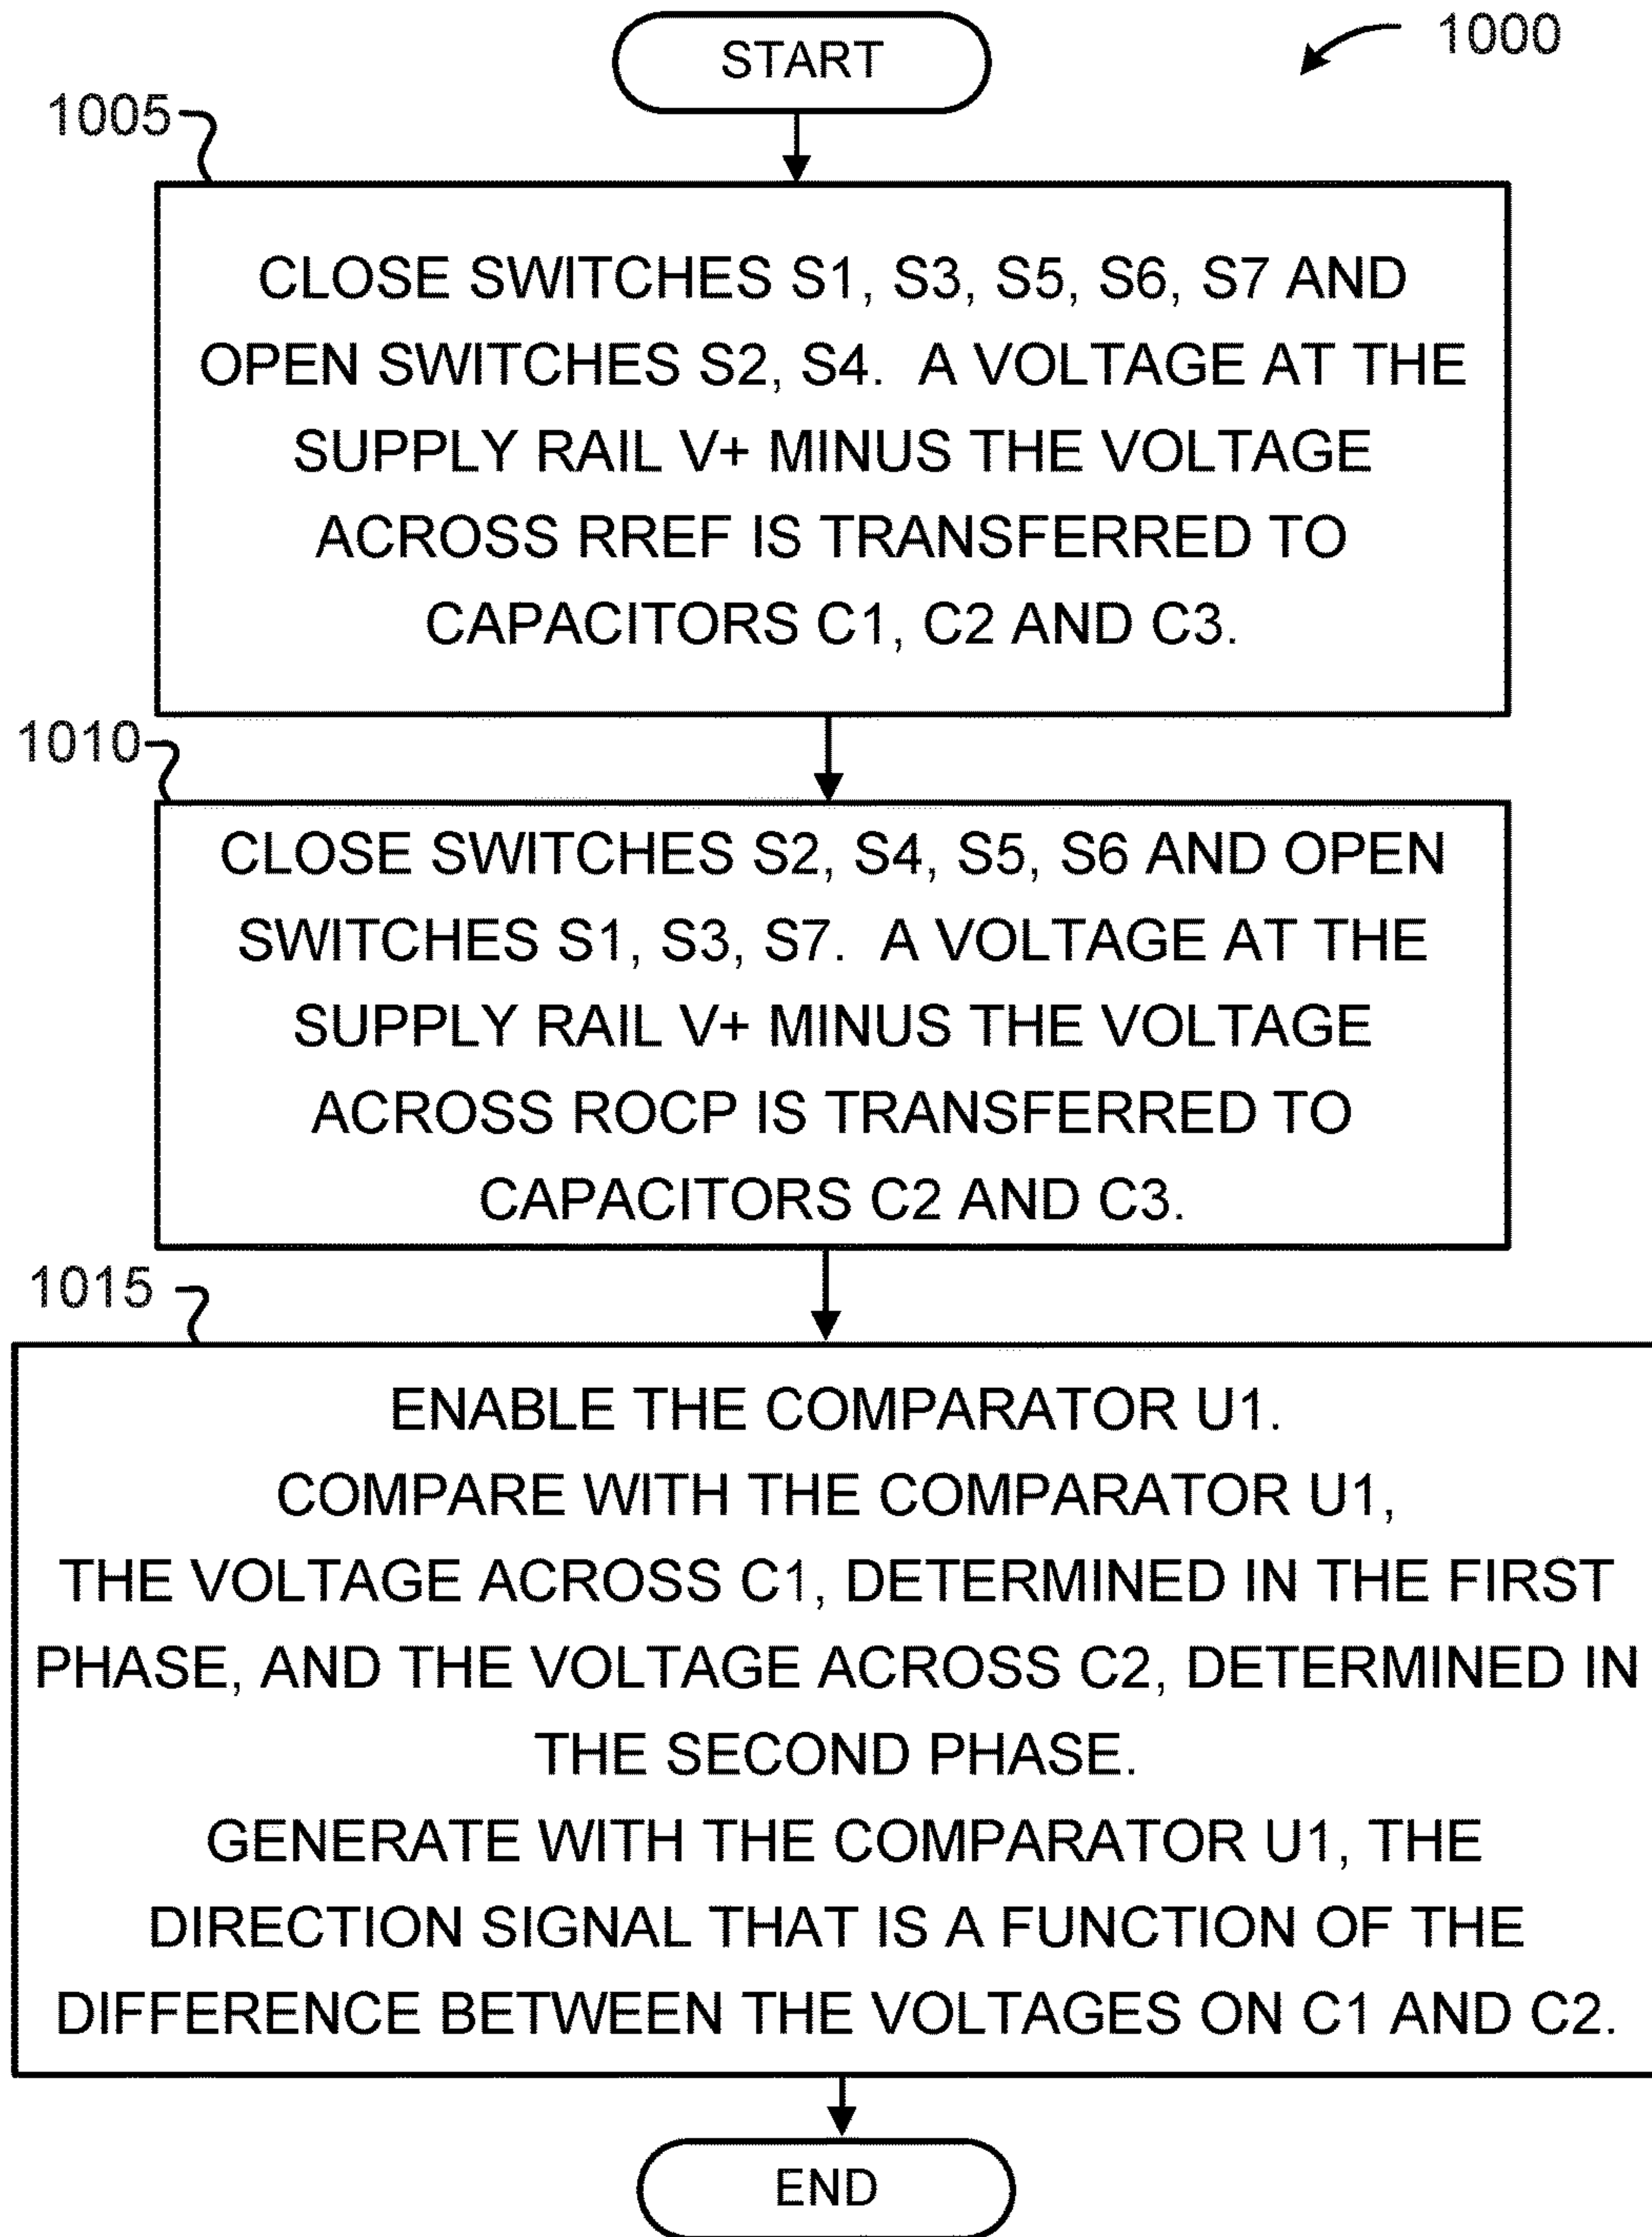 START
1000
1005
CLOSE SWITCHES S1, S3, S5, S6, S7 AND
OPEN SWITCHES S2, S4. A VOLTAGE AT THE
SUPPLY RAIL V+ MINUS THE VOLTAGE
ACROSS RREF IS TRANSFERRED TO
CAPACITORS C1, C2 AND C3.
1010
CLOSE SWITCHES S2, S4, S5, S6 AND OPEN
SWITCHES S1, S3, S7. A VOLTAGE AT THE
SUPPLY RAIL V+ MINUS THE VOLTAGE
ACROSS ROCP IS TRANSFERRED TO
CAPACITORS C2 AND C3.
1015
ENABLE THE COMPARATOR U1.
COMPARE WITH THE COMPARATOR U1,
THE VOLTAGE ACROSS C1, DETERMINED IN THE FIRST
PHASE, AND THE VOLTAGE ACROSS C2, DETERMINED IN
THE SECOND PHASE.
GENERATE WITH THE COMPARATOR U1, THE
DIRECTION SIGNAL THAT IS A FUNCTION OF THE
DIFFERENCE BETWEEN THE VOLTAGES ON C1 AND C2.
END